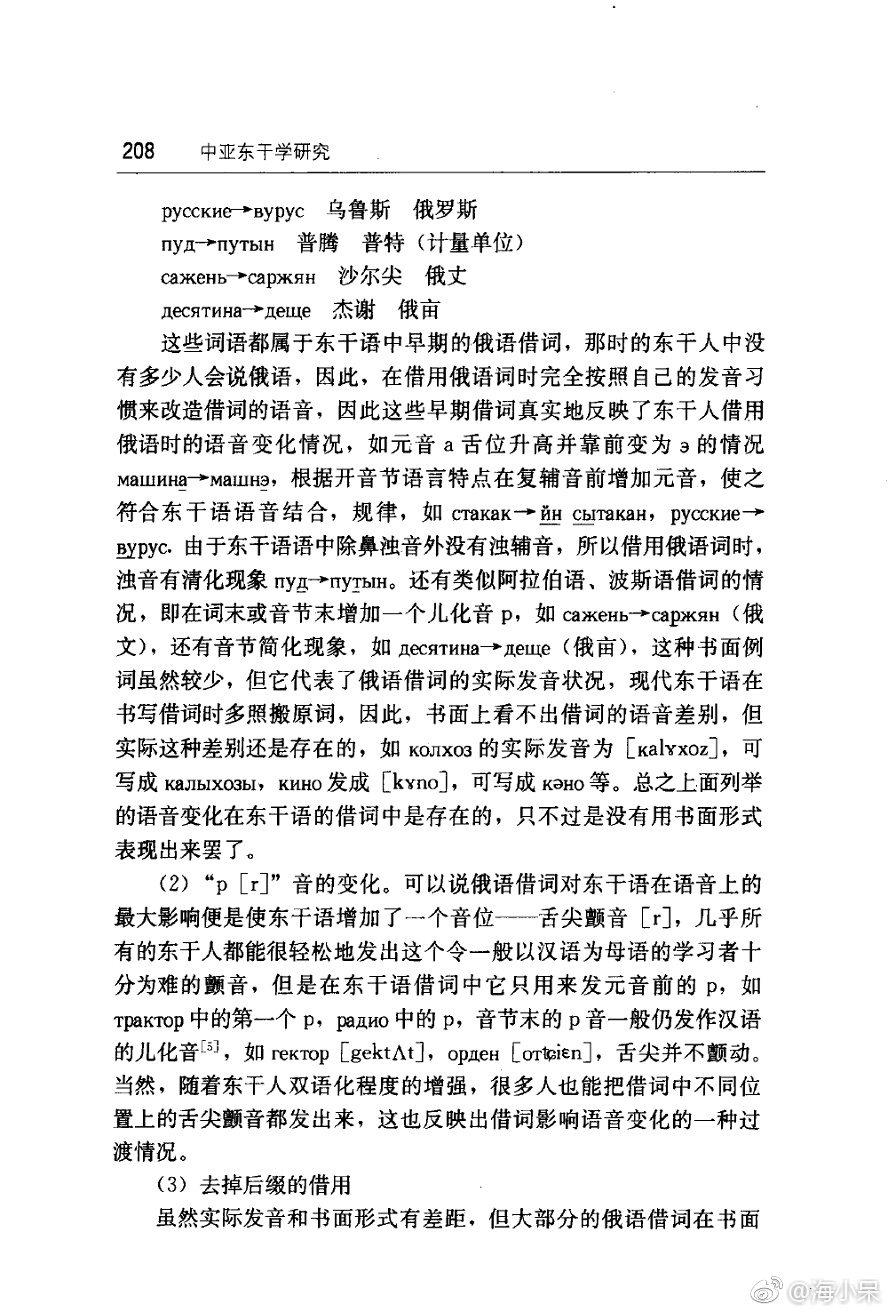 208 中亚东干学研究
русские→вурус 乌鲁斯 俄罗斯
пуд→путын 普腾 普特（计量单位）
сажень→саржян 沙尔尖 俄丈
десятина→деще 杰谢 俄亩
这些词语都属于东干语中早期的俄语借词，那时的东干人中没
有多少人会说俄语，因此，在借用俄语词时完全按照自己的发音习
惯来改造借词的语音，因此这些早期借词真实地反映了东干人借用
俄语时的语音变化情况，如元音 а 舌位升高并靠前变为 э 的情况
машина→машнэ，根据开音节语言特点在复辅音前增加元音，使之
符合东干语语音结合，规律，如 стакак→йн сытакан，русские→
вурус. 由于东干语语中除鼻浊音外没有浊辅音，所以借用俄语词时，
浊音有清化现象 пуд→путын。还有类似阿拉伯语、波斯语借词的情
况，即在词末或音节末增加一个儿化音 р，如 сажень→саржян（俄
文），还有音节简化现象，如 десятина→деще（俄亩），这种书面例
词虽然较少，但它代表了俄语借词的实际发音状况，现代东干语在
书写借词时多照搬原词，因此，书面上看不出借词的语音差别，但
实际这种差别还是存在的，如 колхоз 的实际发音为［кalɤxoz］，可
写成 калыхозы，кино 发成［kɤno］，可写成 кәно 等。总之上面列举
的语音变化在东干语的借词中是存在的，只不过是没有用书面形式
表现出来罢了。
（2）“р［r］”音的变化。可以说俄语借词对东干语在语音上的
最大影响便是使东干语增加了一个音位——舌尖颤音［r］，几乎所
有的东干人都能很轻松地发出这个令一般以汉语为母语的学习者十
分为难的颤音，但是在东干语借词中它只用来发元音前的 р，如
трактор 中的第一个 р，радио 中的 р，音节末的 р 音一般仍发作汉语
的儿化音[5]，如 гектор［gektʌt］，орден［］，舌尖并不颤动。
当然，随着东干人双语化程度的增强，很多人也能把借词中不同位
置上的舌尖颤音都发出来，这也反映出借词影响语音变化的一种过
渡情况。
（3）去掉后缀的借用
虽然实际发音和书面形式有差距，但大部分的俄语借词在书面
@海小呆